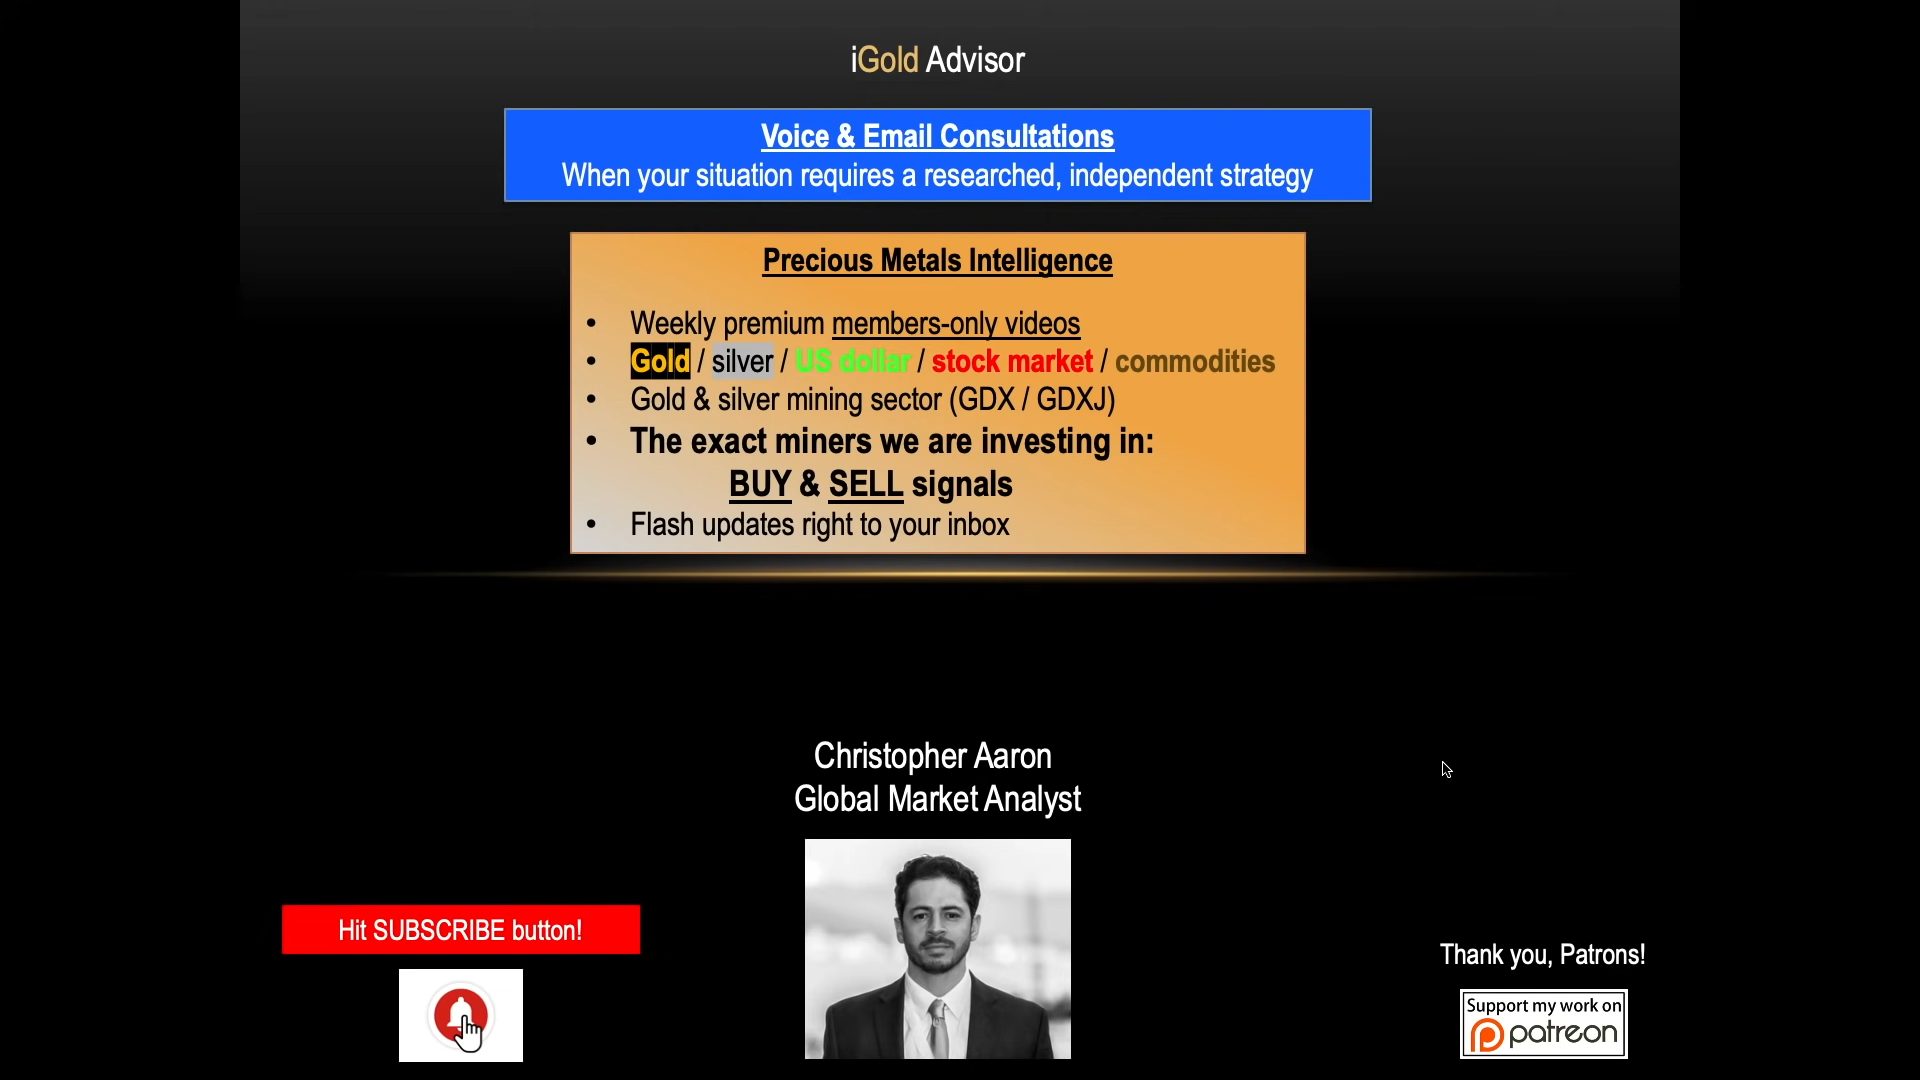 iGold Advisor
Voice & Email Consultations
When your situation requires a researched, independent strategy
Precious Metals Intelligence
• Weekly premium members-only videos
• Gold / silver / US dollar / stock market / commodities
• Gold & silver mining sector (GDX / GDXJ)
• The exact miners we are investing in:
BUY & SELL signals
• Flash updates right to your inbox
Christopher Aaron
Global Market Analyst
Hit SUBSCRIBE button!
Thank you, Patrons!
Support my work on
patreon